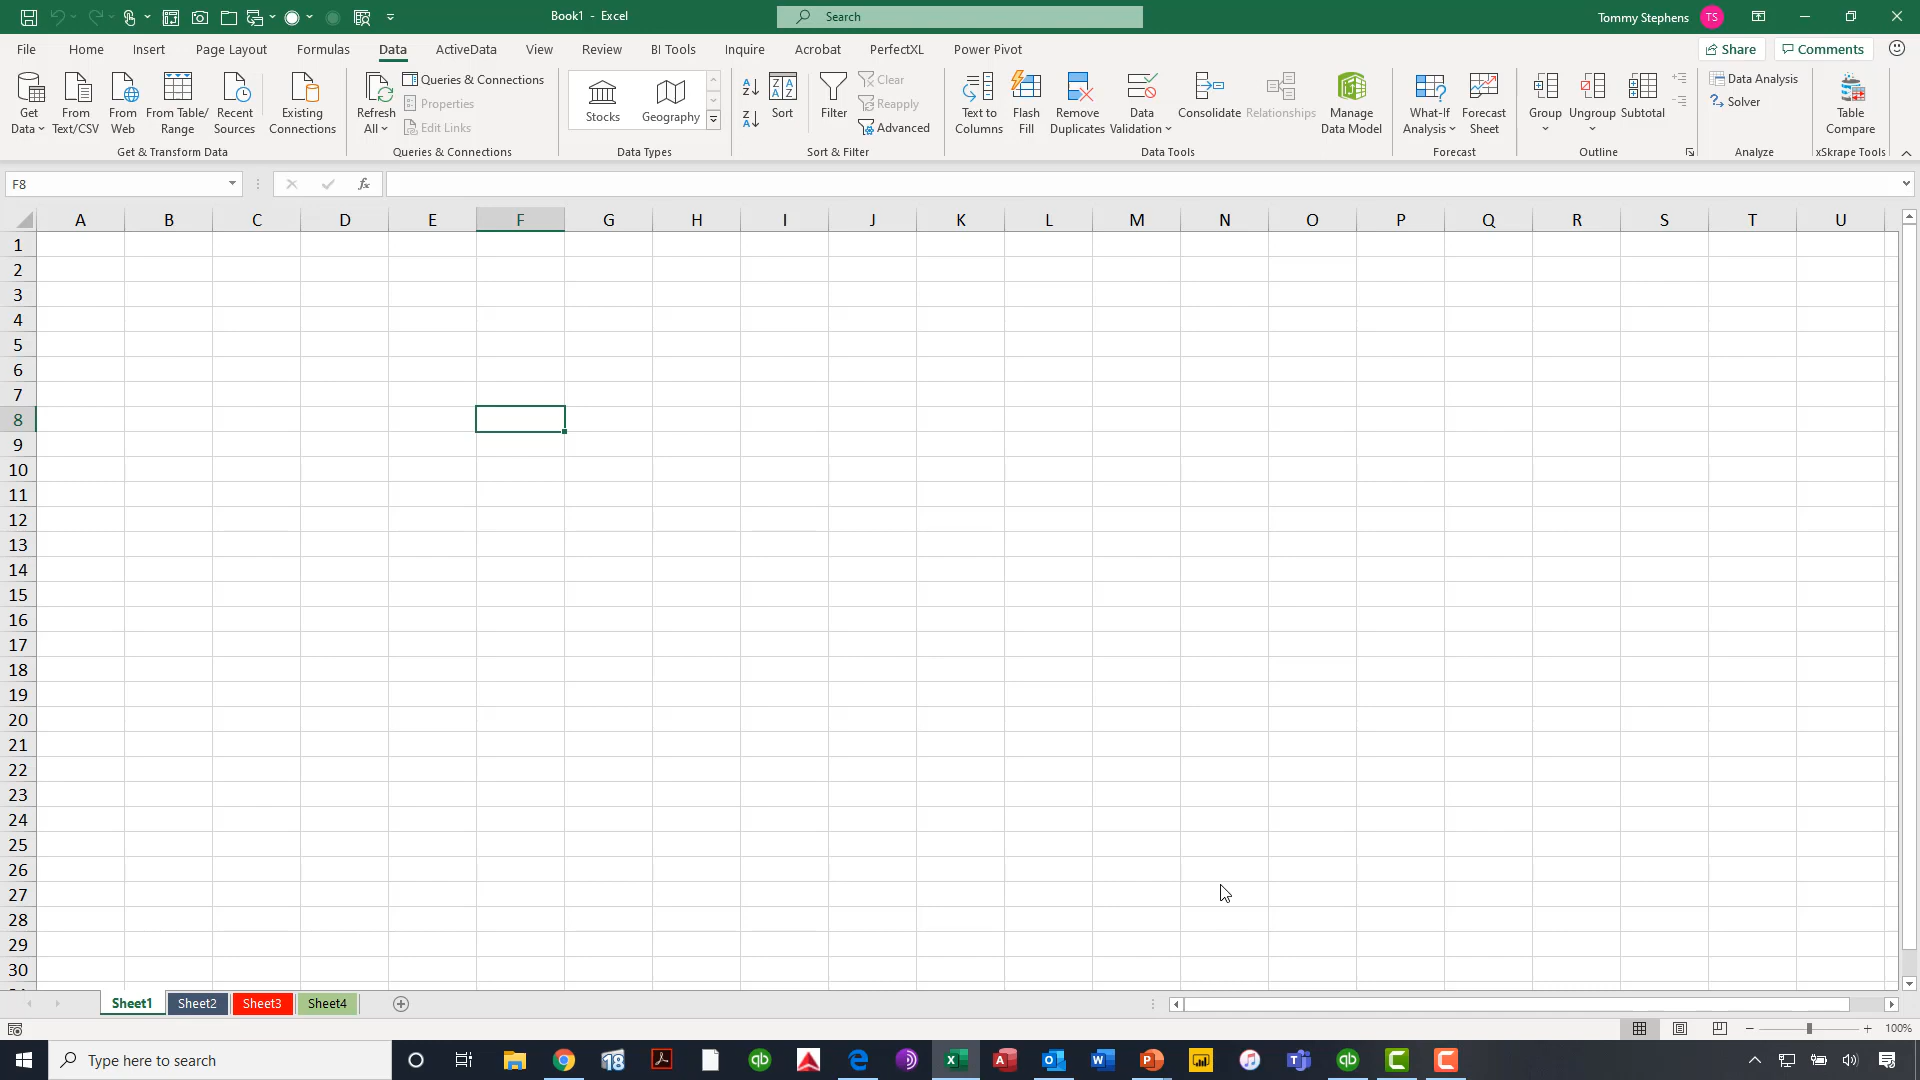 Book1 - Excel
Search
Tommy Stephens TS
File Home Insert Page Layout Formulas Data ActiveData View Review BI Tools Inquire Acrobat PerfectXL Power Pivot Share Comments
Get Data
From Text/CSV
From Web
From Table/ Range
Recent Sources
Existing Connections
Get & Transform Data
Refresh All
Queries & Connections
Properties
Edit Links
Queries & Connections
Stocks
Geography
Data Types
Sort
Filter
Clear
Reapply
Advanced
Sort & Filter
Text to Columns
Flash Fill
Remove Duplicates
Data Validation
Consolidate
Relationships
Manage Data Model
Data Tools
What-If Analysis
Forecast Sheet
Forecast
Group
Ungroup
Subtotal
Outline
Data Analysis
Solver
Analyze
Table Compare
xSkrape Tools
F8
fx
A B C D E F G H I J K L M N O P Q R S T U
1
2
3
4
5
6
7
8
9
10
11
12
13
14
15
16
17
18
19
20
21
22
23
24
25
26
27
28
29
30
Sheet1 Sheet2 Sheet3 Sheet4
100%
Type here to search